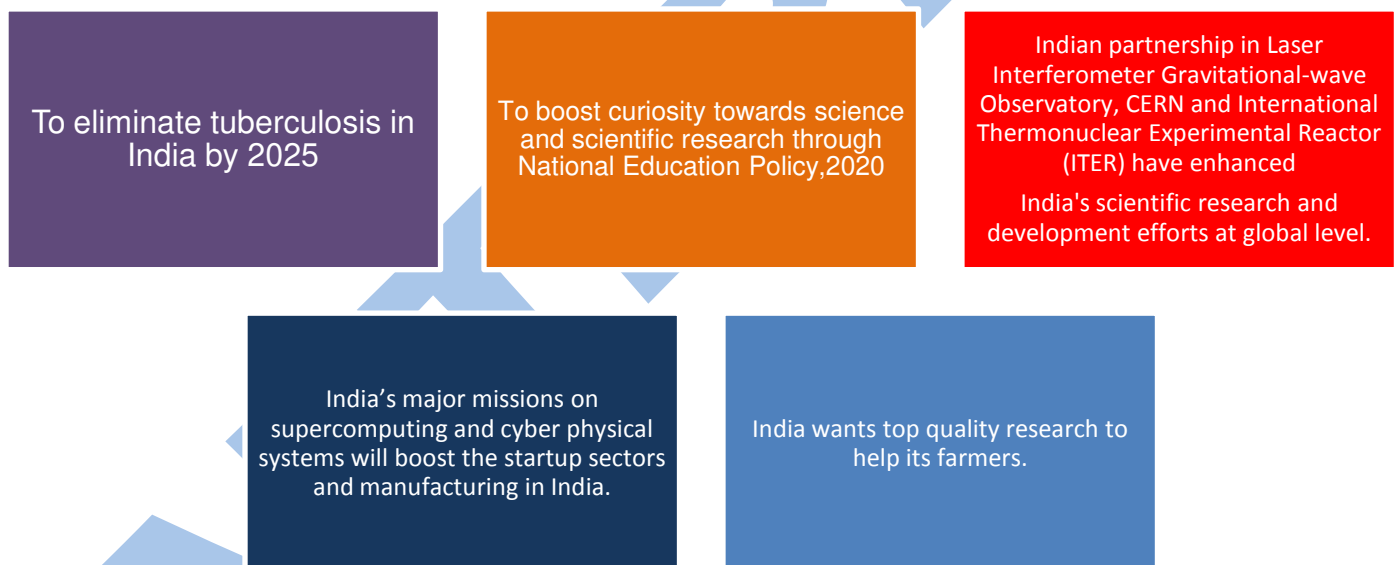 To eliminate tuberculosis in
India by 2025
To boost curiosity towards science
and scientific research through
National Education Policy,2020
Indian partnership in Laser
Interferometer Gravitational-wave
Observatory, CERN and International
Thermonuclear Experimental Reactor
(ITER) have enhanced
India's scientific research and
development efforts at global level.
India’s major missions on
supercomputing and cyber physical
systems will boost the startup sectors
and manufacturing in India.
India wants top quality research to
help its farmers.